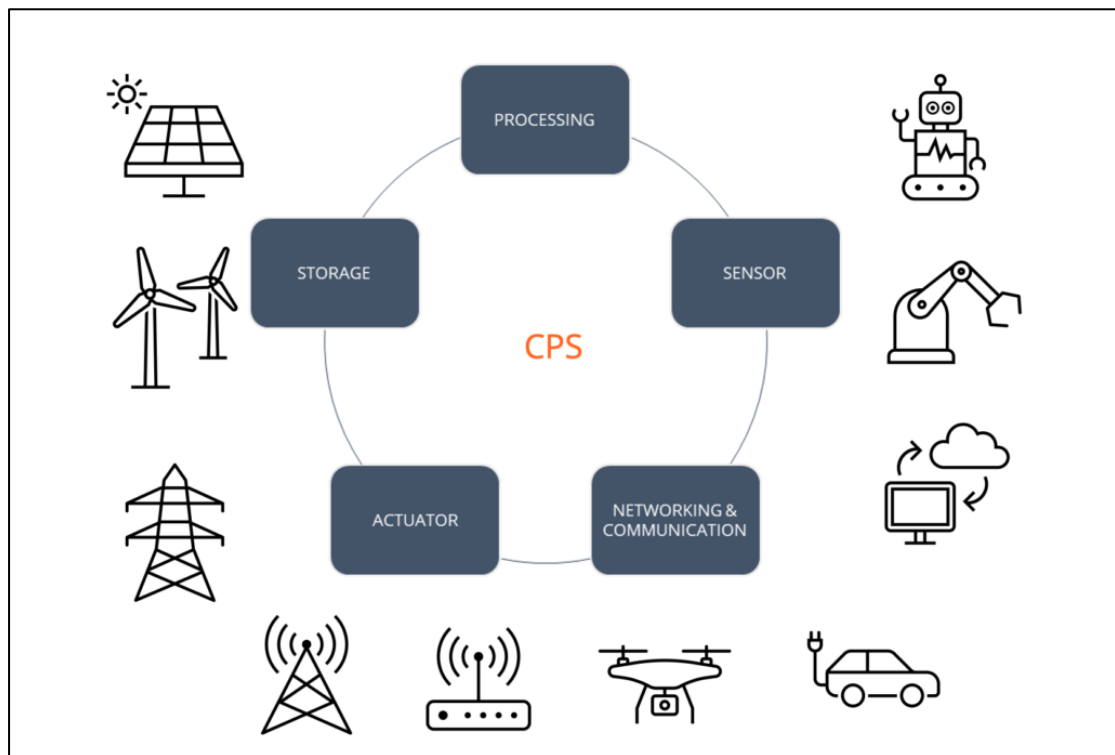 PROCESSING
STORAGE
SENSOR
CPS
ACTUATOR
NETWORKING &
COMMUNICATION